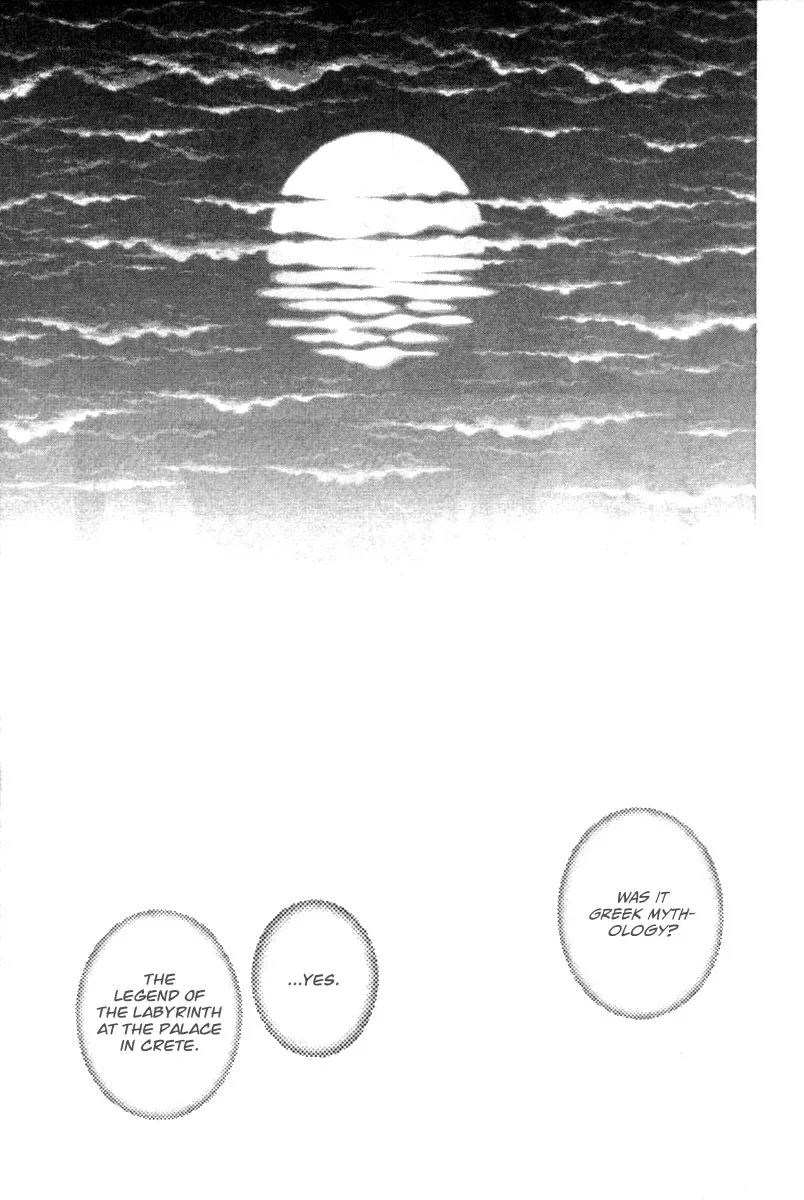 WAS IT
GREEK MYTH-
OLOGY?
...YES.
THE
LEGEND OF
THE LABYRINTH
AT THE PALACE
IN CRETE.